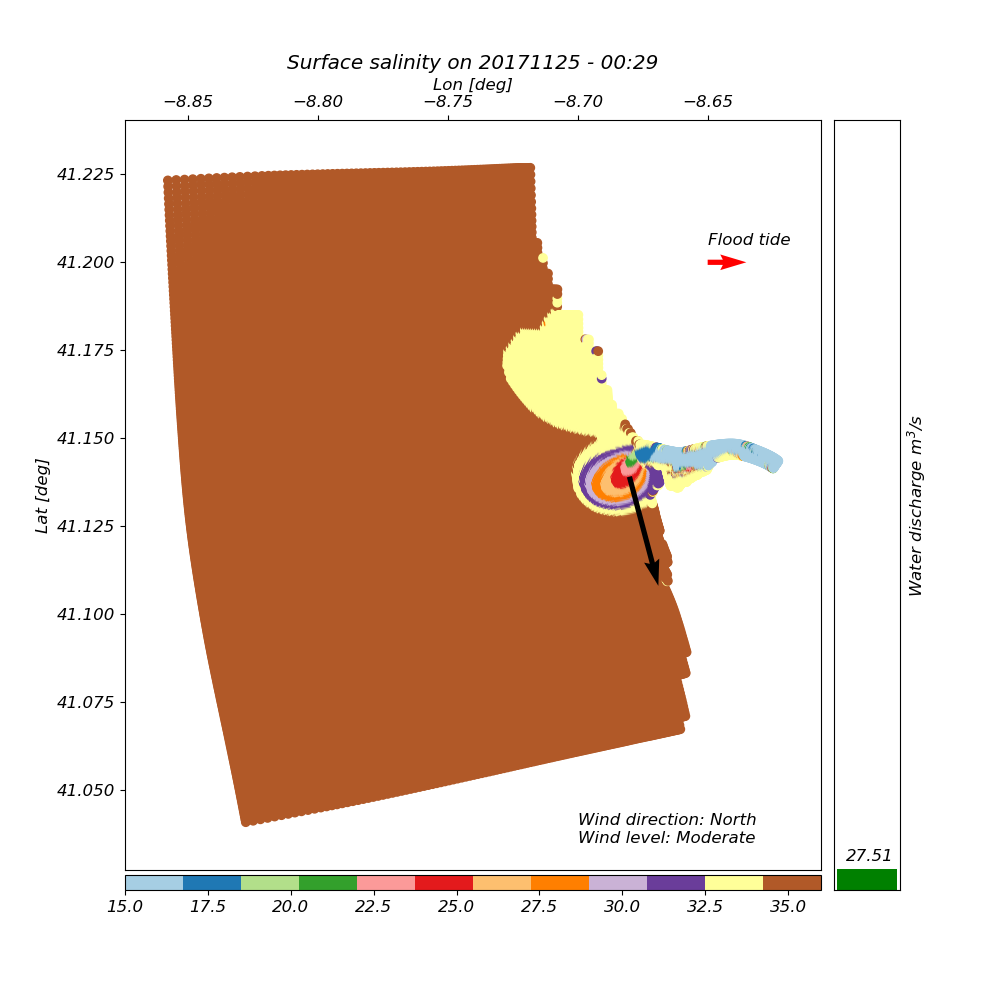 Surface salinity on 20171125 - 00:29
Lon [deg]
−8.85 −8.80 −8.75 −8.70 −8.65
41.225
41.200
41.175
41.150
41.125
41.100
41.075
41.050
Lat [deg]
Flood tide
Wind direction: North
Wind level: Moderate
15.0 17.5 20.0 22.5 25.0 27.5 30.0 32.5 35.0
27.51
Water discharge m³/s